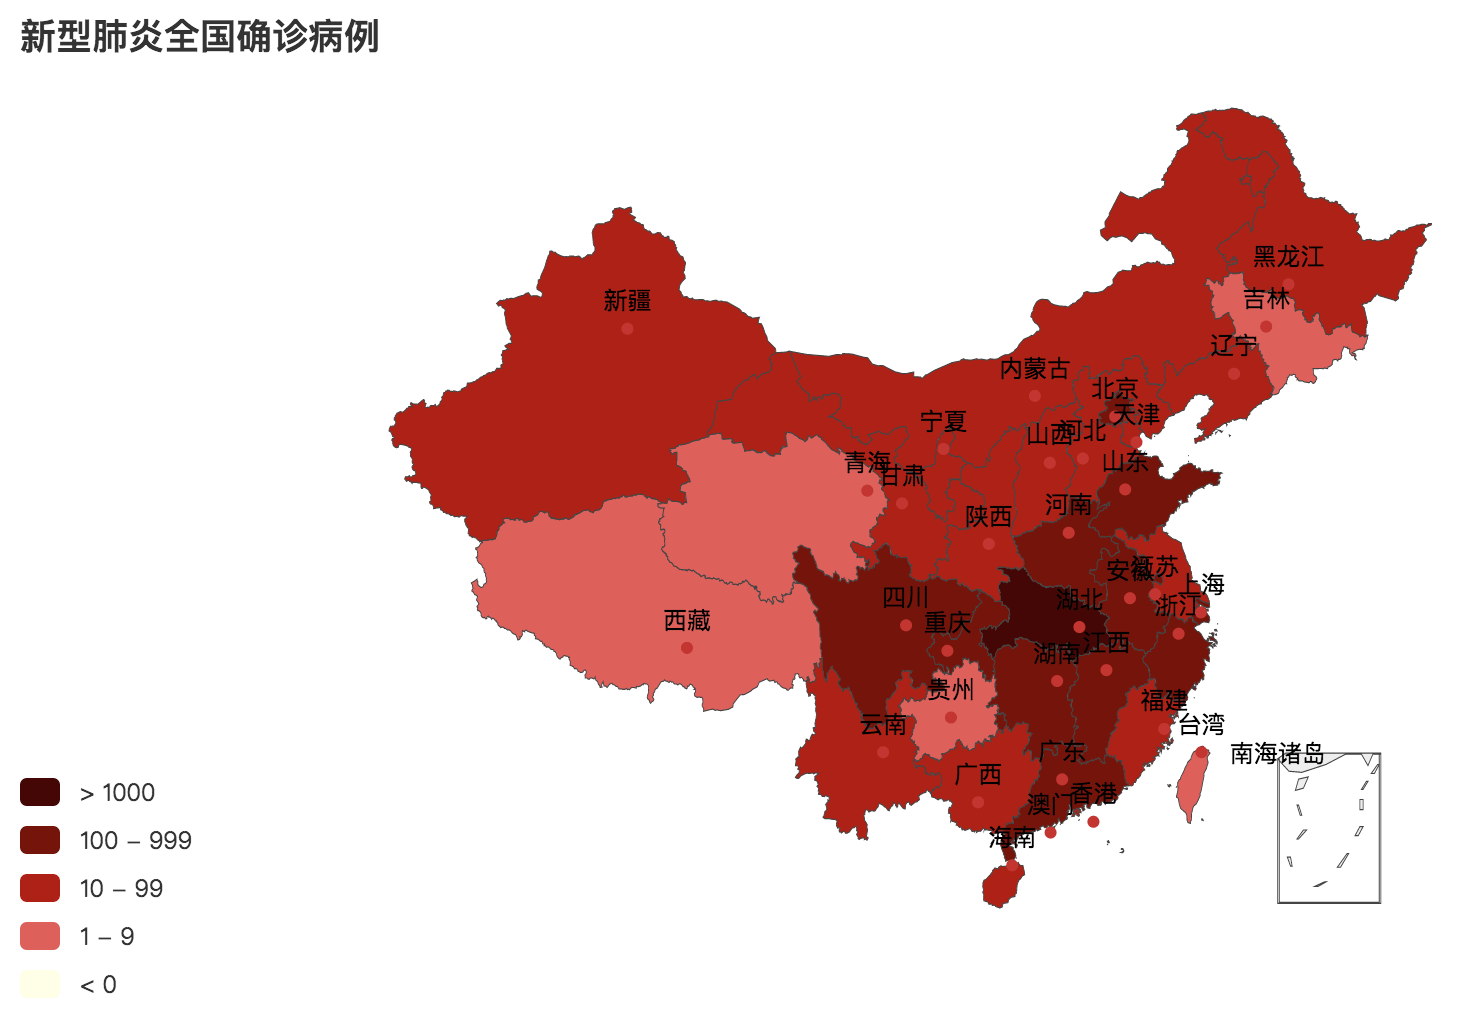 新型肺炎全国确诊病例
黑龙江
吉林
新疆
辽宁
内蒙古
北京
天津
宁夏
山西
河北
山东
青海
甘肃
河南
陕西
安徽
江苏
上海
四川
湖北
浙江
西藏
重庆
江西
湖南
贵州
福建
云南
台湾
广东
南海诸岛
广西
澳门
香港
海南
> 1000
100 – 999
10 – 99
1 – 9
< 0